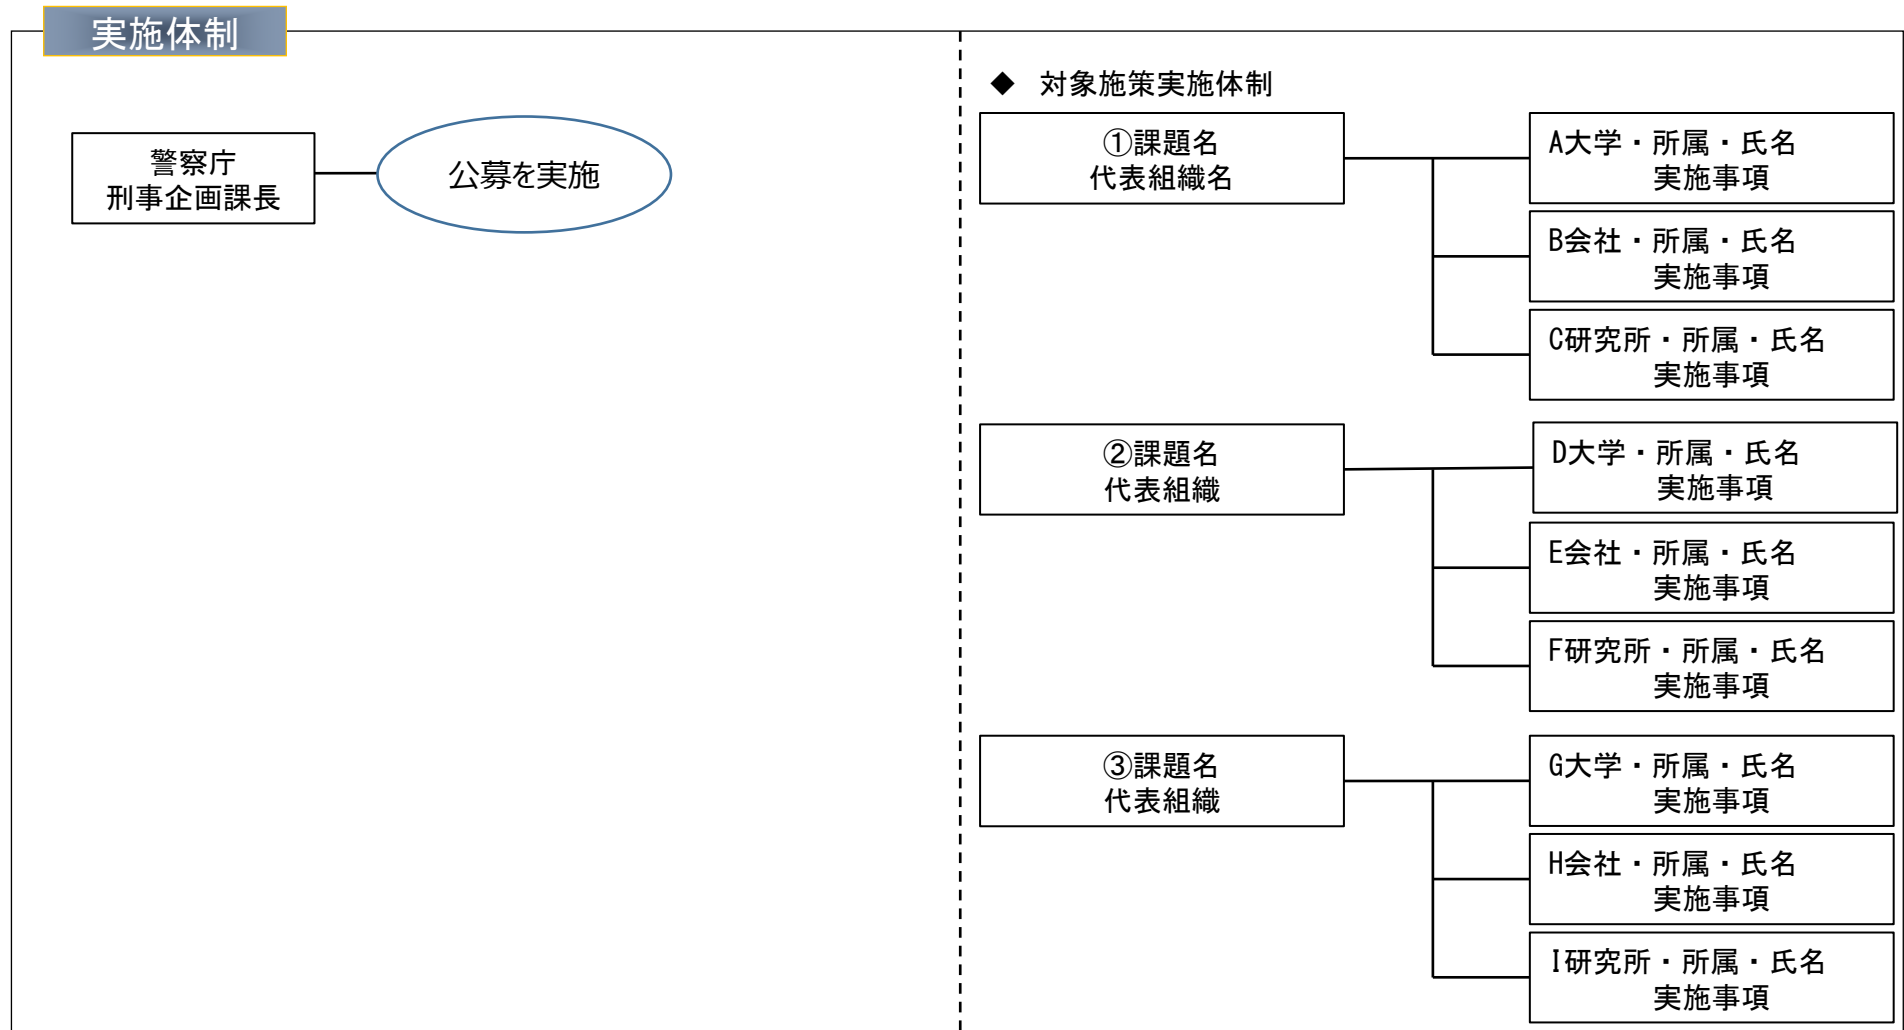 実施体制
警察庁
刑事企画課長
公募を実施
◆ 対象施策実施体制
①課題名
代表組織名
A大学・所属・氏名
実施事項
B会社・所属・氏名
実施事項
C研究所・所属・氏名
実施事項
②課題名
代表組織
D大学・所属・氏名
実施事項
E会社・所属・氏名
実施事項
F研究所・所属・氏名
実施事項
③課題名
代表組織
G大学・所属・氏名
実施事項
H会社・所属・氏名
実施事項
I研究所・所属・氏名
実施事項